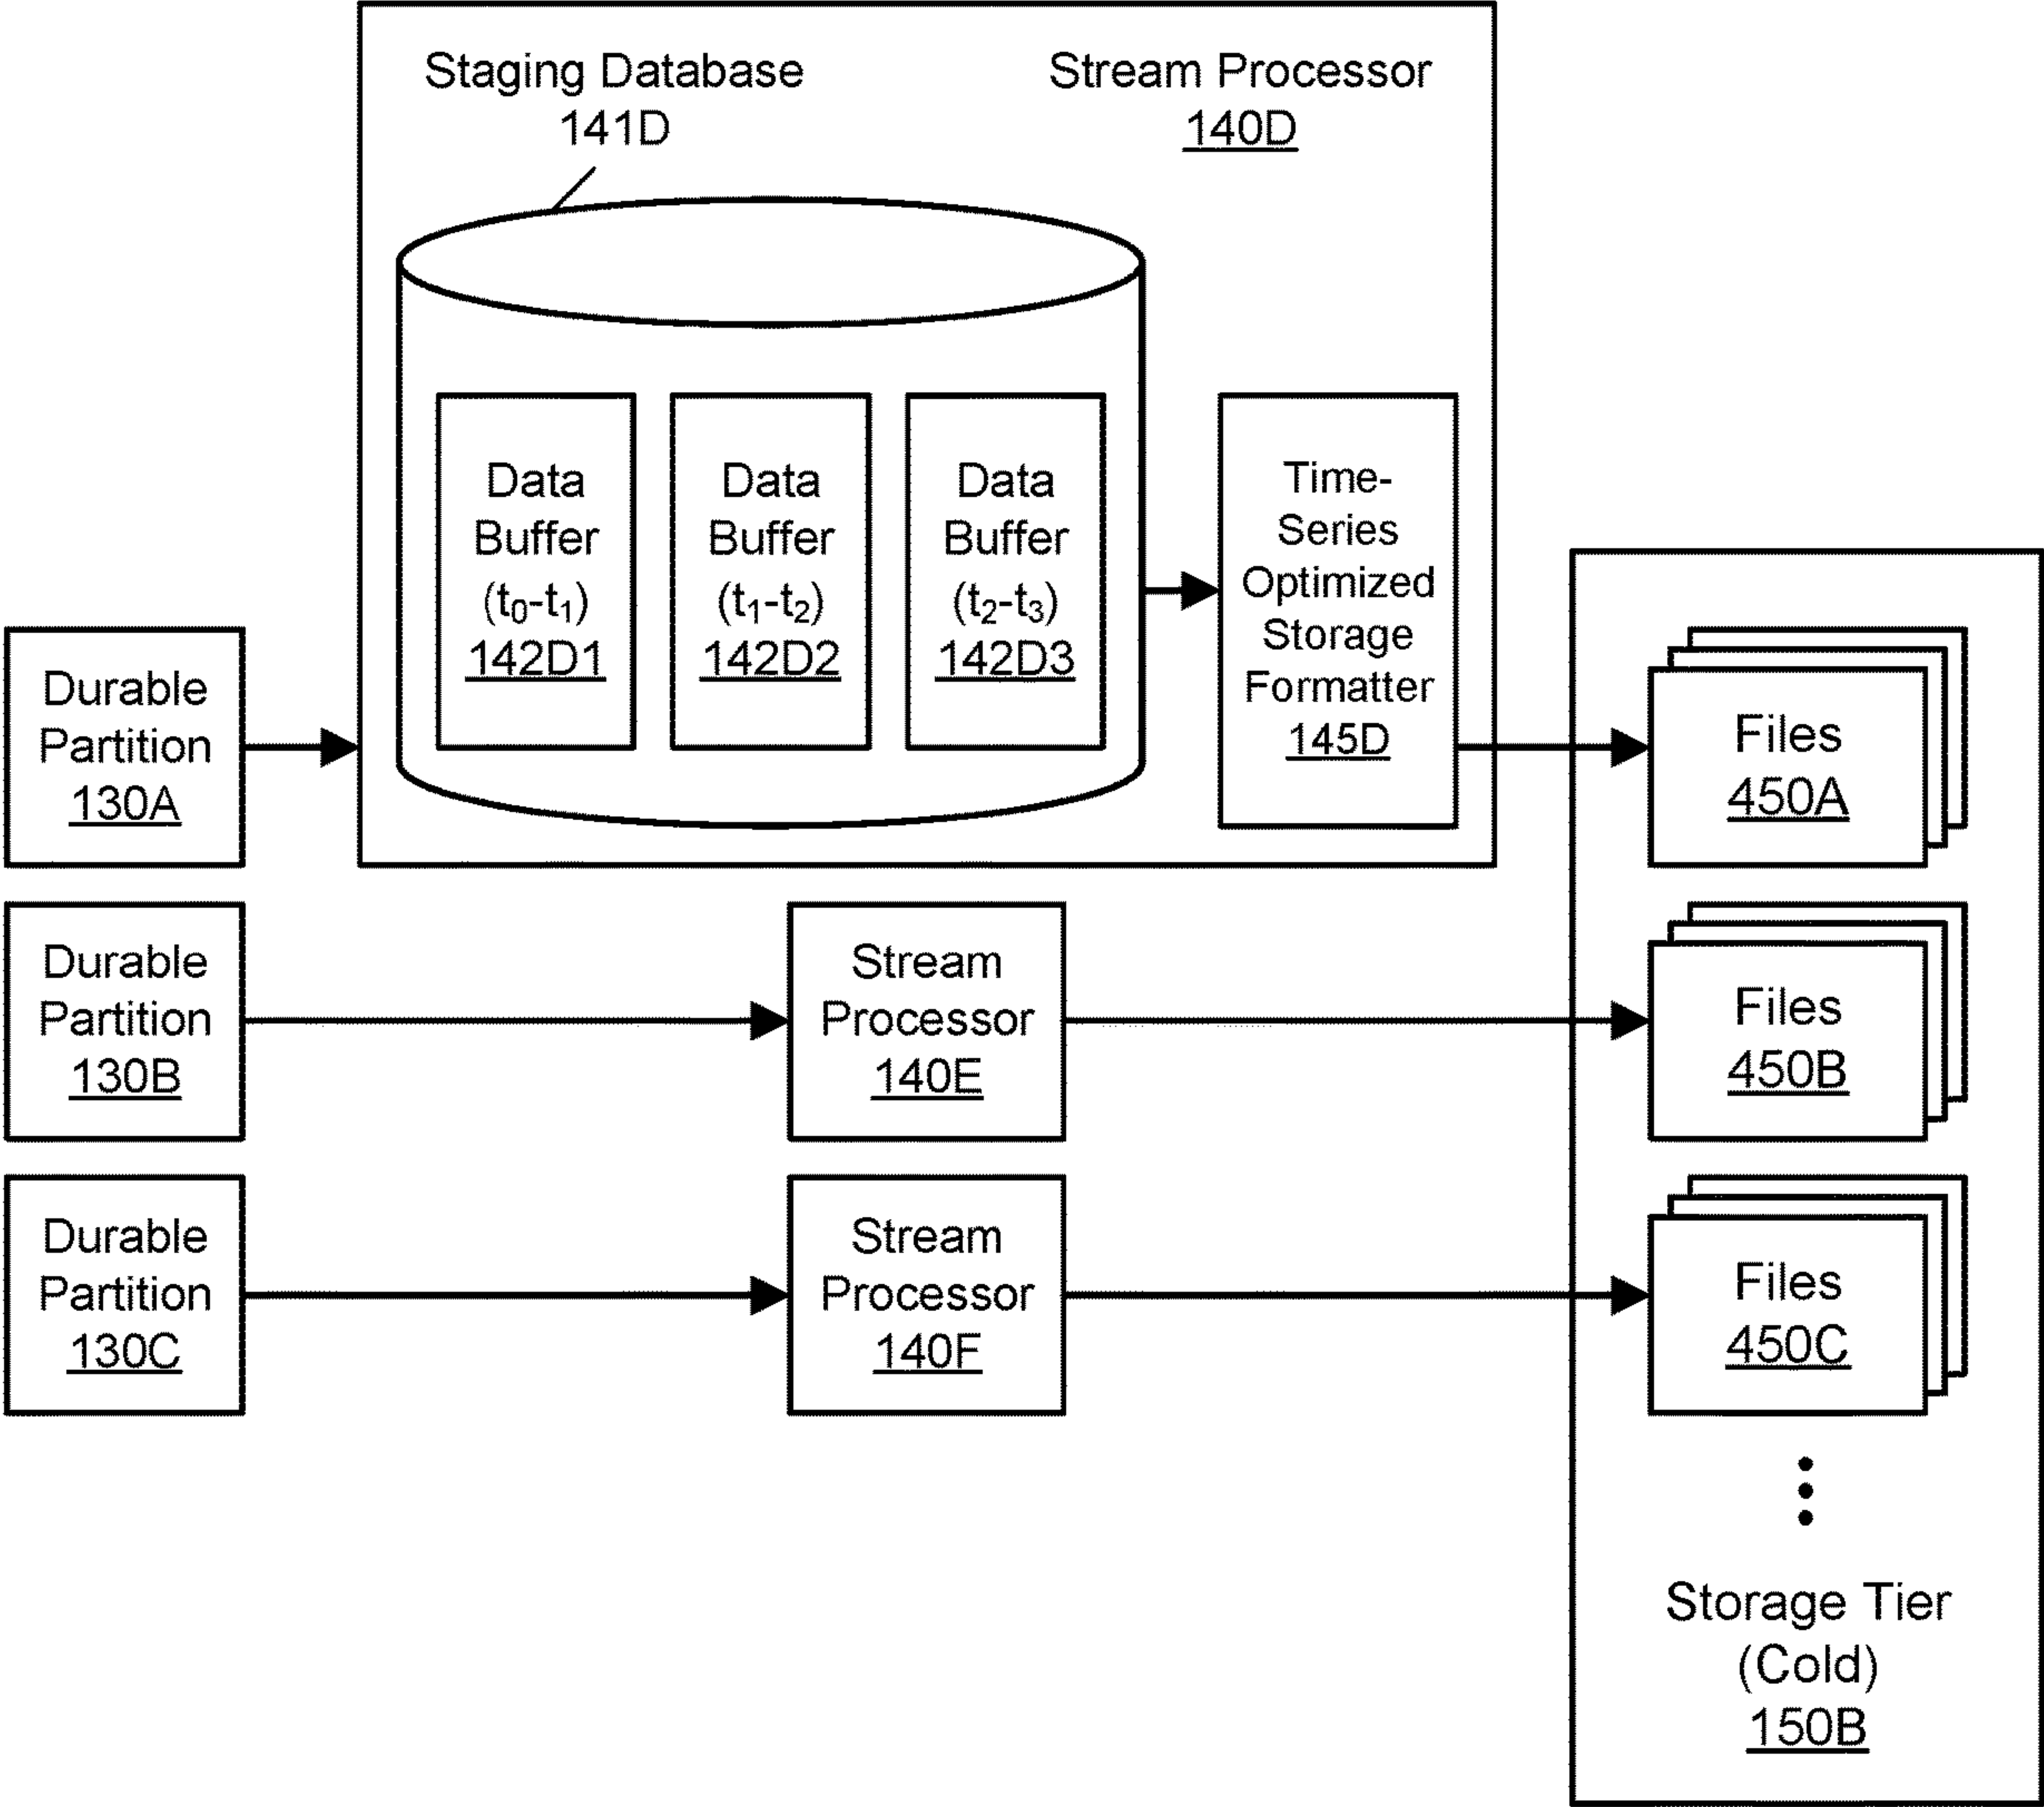 Staging Database
141D
Stream Processor
140D
Data
Buffer
(t₀-t₁)
142D1
Data
Buffer
(t₁-t₂)
142D2
Data
Buffer
(t₂-t₃)
142D3
Time-
Series
Optimized
Storage
Formatter
145D
Durable
Partition
130A
Files
450A
Durable
Partition
130B
Stream
Processor
140E
Files
450B
Durable
Partition
130C
Stream
Processor
140F
Files
450C
Storage Tier
(Cold)
150B